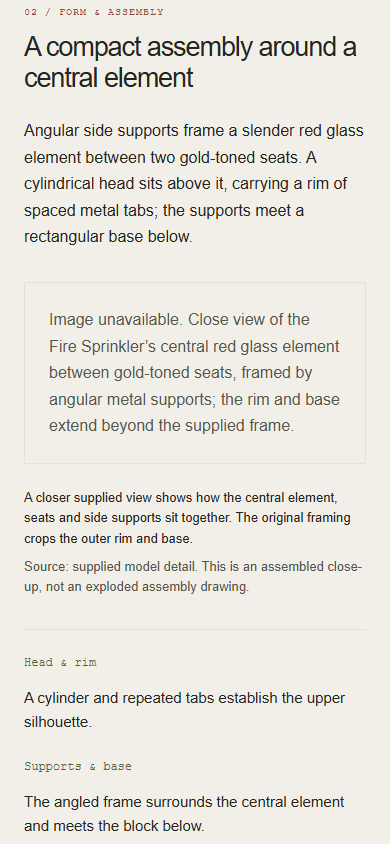 02 / FORM & ASSEMBLY
A compact assembly around a
central element
Angular side supports frame a slender red glass
element between two gold-toned seats. A
cylindrical head sits above it, carrying a rim of
spaced metal tabs; the supports meet a
rectangular base below.
Image unavailable. Close view of the
Fire Sprinkler’s central red glass element
between gold-toned seats, framed by
angular metal supports; the rim and base
extend beyond the supplied frame.
A closer supplied view shows how the central element,
seats and side supports sit together. The original framing
crops the outer rim and base.
Source: supplied model detail. This is an assembled close-
up, not an exploded assembly drawing.
Head & rim
A cylinder and repeated tabs establish the upper
silhouette.
Supports & base
The angled frame surrounds the central element
and meets the block below.